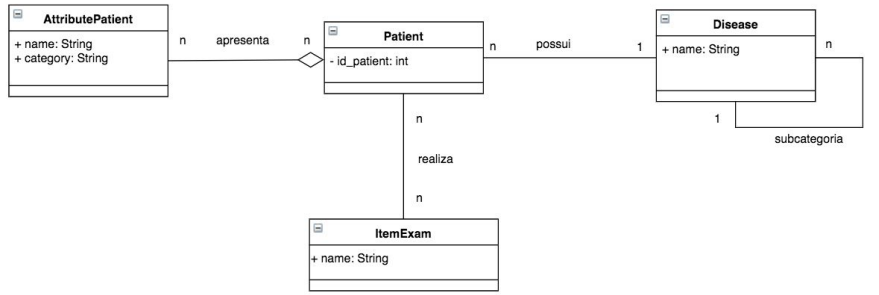 AttributePatient
+ name: String
+ category: String
n
apresenta
n
Patient
- id_patient: int
n
possui
1
Disease
+ name: String
n
1
subcategoria
n
realiza
n
ItemExam
+ name: String